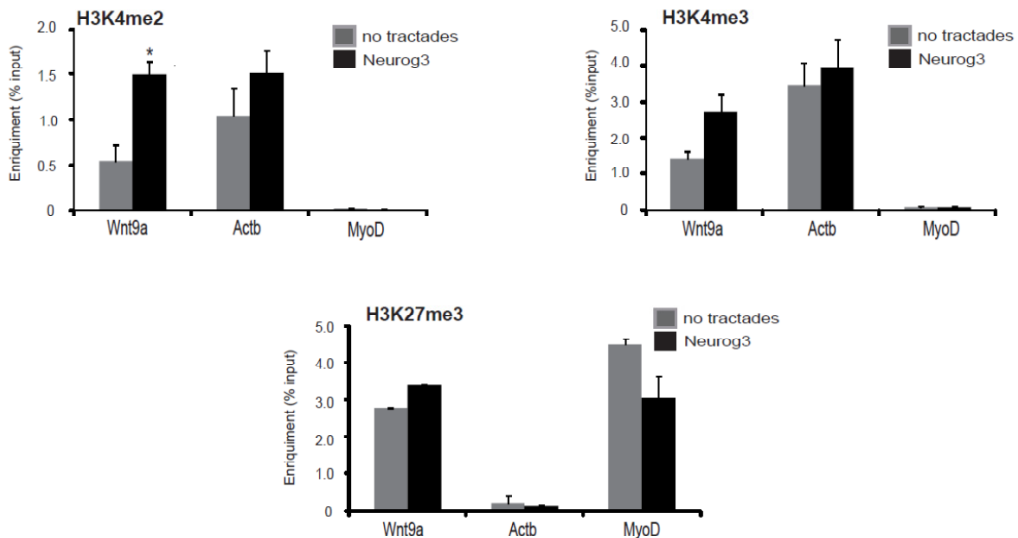 H3K4me2
no tractades
Neurog3
Enriquiment (% input)
2.0
1.5
1.0
0.5
0
*
Wnt9a
Actb
MyoD
H3K4me3
no tractades
Neurog3
Enriquiment (%input)
5.0
4.0
3.0
2.0
1.0
0
Wnt9a
Actb
MyoD
H3K27me3
no tractades
Neurog3
Enriquiment (% input)
5.0
4.0
3.0
2.0
1.0
0
Wnt9a
Actb
MyoD